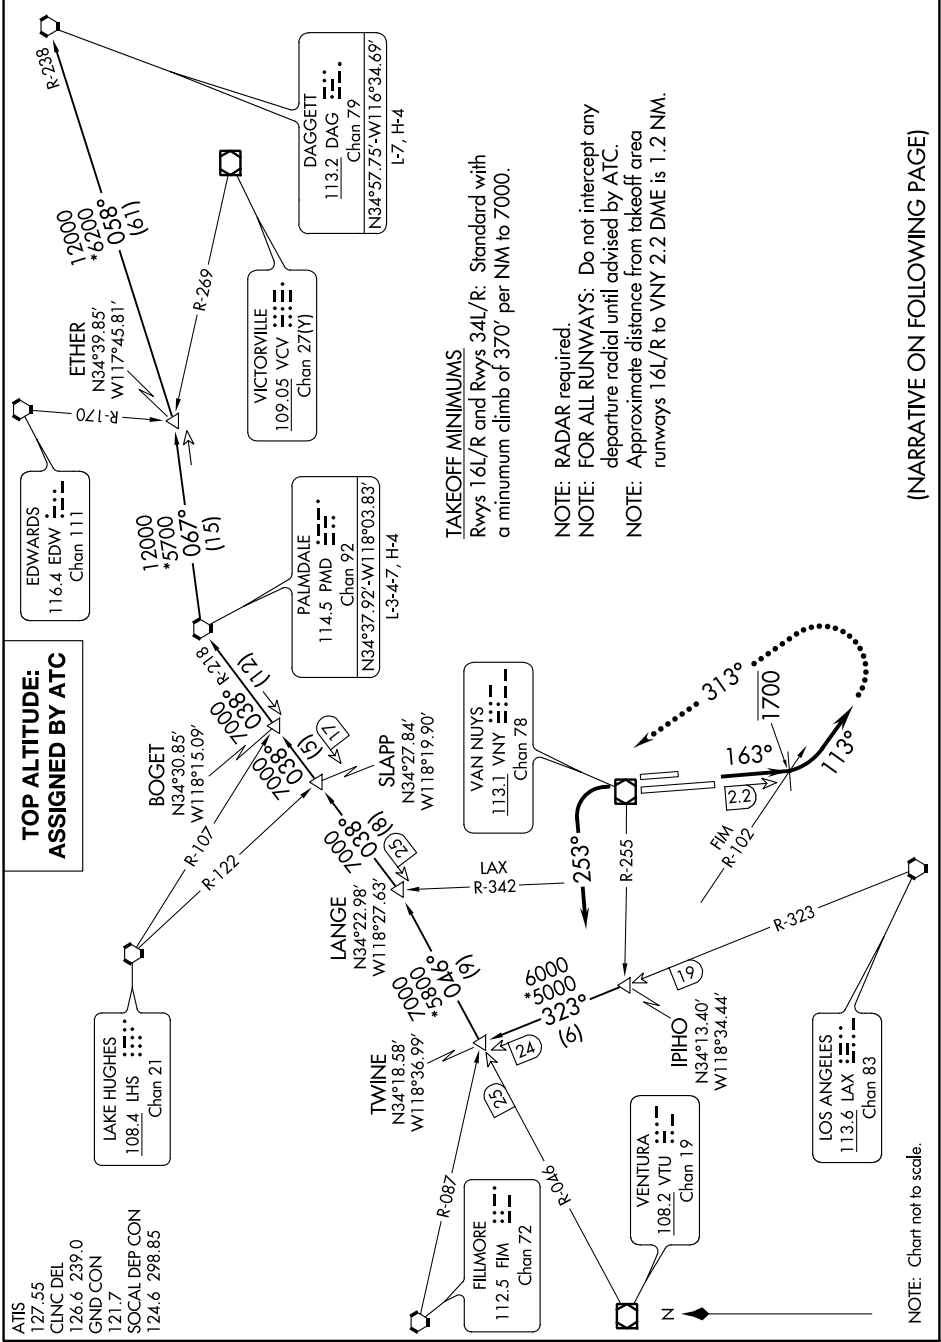 ATIS
127.55
CLNC DEL
126.6 239.0
GND CON
121.7
SOCAL DEP CON
124.6 298.85
TOP ALTITUDE:
ASSIGNED BY ATC
LAKE HUGHES
108.4 LHS
Chan 21
R-107
R-122
EDWARDS
116.4 EDW
Chan 111
R-170
R-238
12000
*6200
058°
(61)
ETHER
N34°39.85'
W117°45.81'
DAGGETT
113.2 DAG
Chan 79
N34°57.75'-W116°34.69'
L-7, H-4
R-269
VICTORVILLE
109.05 VCV
Chan 27(Y)
12000
*5700
067°
(15)
PALMDALE
114.5 PMD
Chan 92
N34°37.92'-W118°03.83'
L-3-4-7, H-4
R-218
7000
038°
(12)
BOGET
N34°30.85'
W118°15.09'
17
7000
038°
(5)
SLAPP
N34°27.84'
W118°19.90'
7000
038°
(8)
25
LANGE
N34°22.98'
W118°27.63'
LAX
R-342
7000
*5800
046°
(9)
TWINE
N34°18.58'
W118°36.99'
24
25
R-087
R-046
FILLMORE
112.5 FIM
Chan 72
VENTURA
108.2 VTU
Chan 19
6000
*5000
323°
(6)
IPIHO
N34°13.40'
W118°34.44'
19
R-323
R-255
LOS ANGELES
113.6 LAX
Chan 83
VAN NUYS
113.1 VNY
Chan 78
253°
2.2
163°
1700
113°
313°
FIM
R-102
TAKEOFF MINIMUMS
Rwys 16L/R and Rwys 34L/R: Standard with
a minumum climb of 370' per NM to 7000.
NOTE: RADAR required.
NOTE: FOR ALL RUNWAYS: Do not intercept any
departure radial until advised by ATC.
NOTE: Approximate distance from takeoff area
runways 16L/R to VNY 2.2 DME is 1.2 NM.
N
NOTE: Chart not to scale.
(NARRATIVE ON FOLLOWING PAGE)